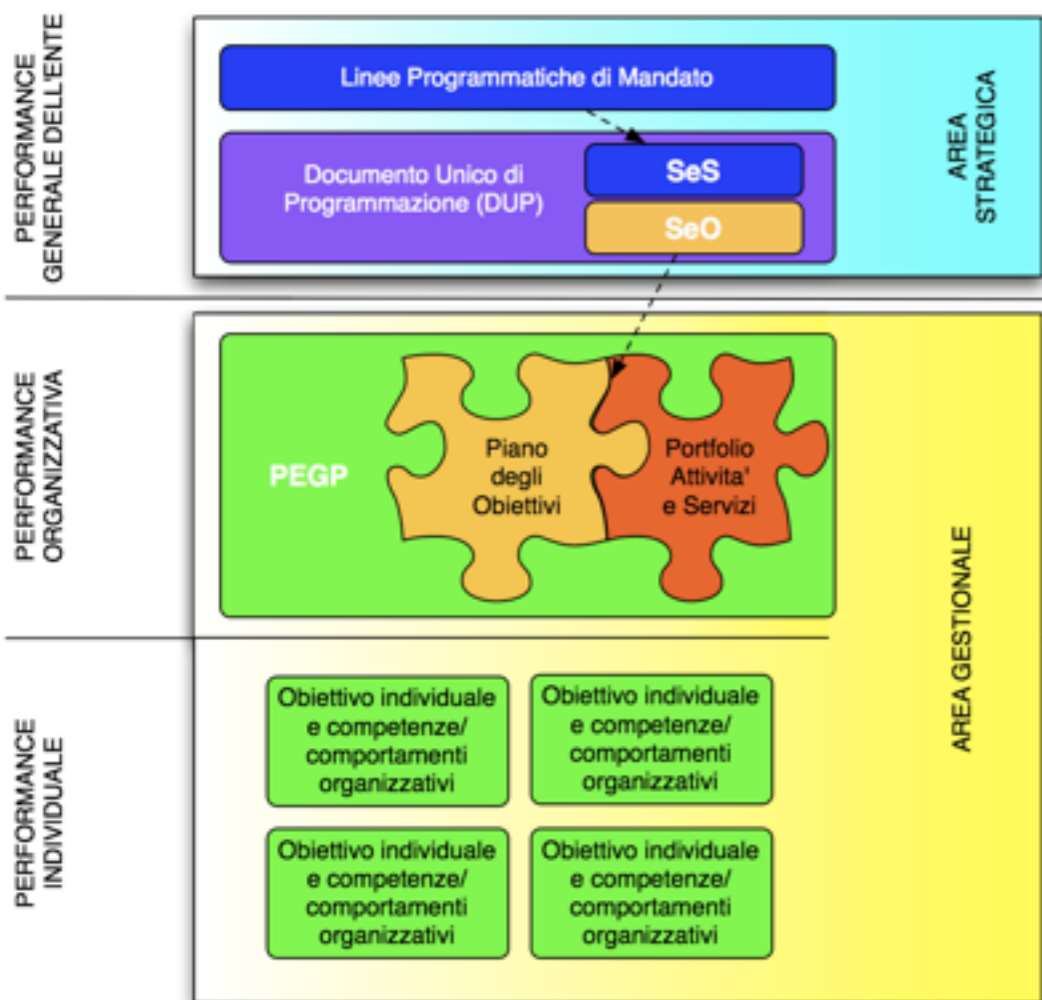 PERFORMANCE
GENERALE DELL'ENTE
Linee Programmatiche di Mandato
Documento Unico di
Programmazione (DUP)
SeS
SeO
AREA
STRATEGICA
PERFORMANCE
ORGANIZZATIVA
PEGP
Piano
degli
Obiettivi
Portfolio
Attivita'
e Servizi
AREA GESTIONALE
PERFORMANCE
INDIVIDUALE
Obiettivo individuale
e competenze/
comportamenti
organizzativi
Obiettivo individuale
e competenze/
comportamenti
organizzativi
Obiettivo individuale
e competenze/
comportamenti
organizzativi
Obiettivo individuale
e competenze/
comportamenti
organizzativi